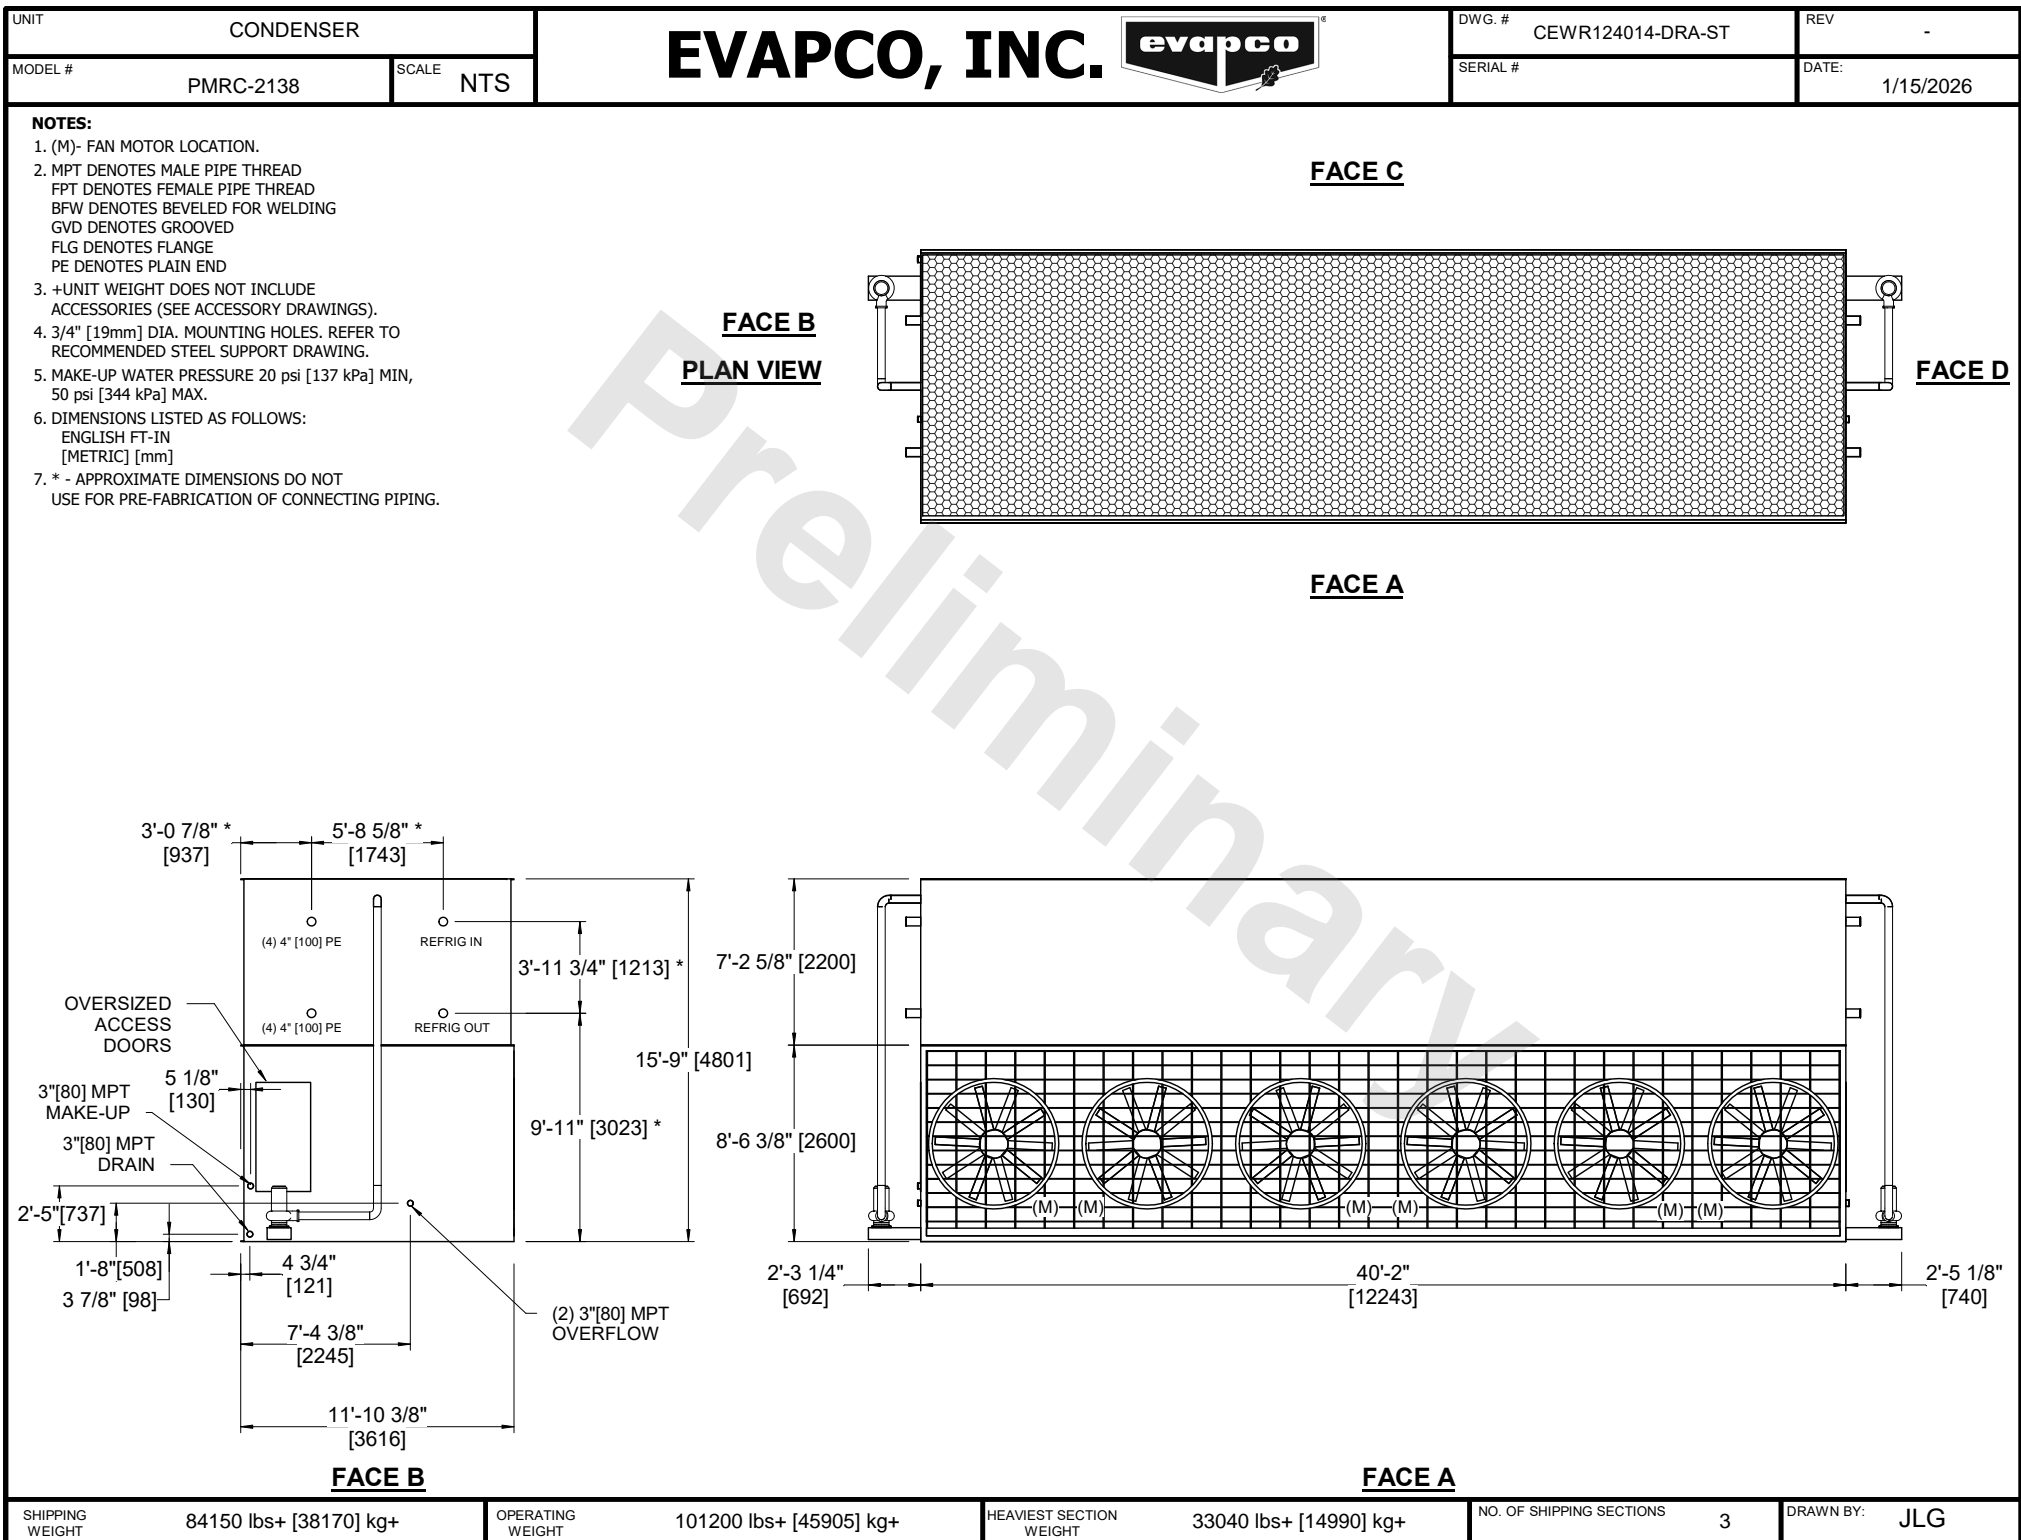 UNIT
CONDENSER
MODEL #
PMRC-2138
SCALE
NTS
EVAPCO, INC.
evapco
®
DWG. #
CEWR124014-DRA-ST
REV
-
SERIAL #
DATE:
1/15/2026
NOTES:
1. (M)- FAN MOTOR LOCATION.
2. MPT DENOTES MALE PIPE THREAD
FPT DENOTES FEMALE PIPE THREAD
BFW DENOTES BEVELED FOR WELDING
GVD DENOTES GROOVED
FLG DENOTES FLANGE
PE DENOTES PLAIN END
3. +UNIT WEIGHT DOES NOT INCLUDE
ACCESSORIES (SEE ACCESSORY DRAWINGS).
4. 3/4" [19mm] DIA. MOUNTING HOLES. REFER TO
RECOMMENDED STEEL SUPPORT DRAWING.
5. MAKE-UP WATER PRESSURE 20 psi [137 kPa] MIN,
50 psi [344 kPa] MAX.
6. DIMENSIONS LISTED AS FOLLOWS:
ENGLISH FT-IN
[METRIC] [mm]
7. * - APPROXIMATE DIMENSIONS DO NOT
USE FOR PRE-FABRICATION OF CONNECTING PIPING.
FACE C
FACE B
PLAN VIEW
FACE D
FACE A
Preliminary
3'-0 7/8" *
[937]
5'-8 5/8" *
[1743]
(4) 4" [100] PE
REFRIG IN
3'-11 3/4" [1213] *
(4) 4" [100] PE
REFRIG OUT
OVERSIZED
ACCESS
DOORS
15'-9" [4801]
5 1/8"
[130]
3"[80] MPT
MAKE-UP
9'-11" [3023] *
3"[80] MPT
DRAIN
2'-5"[737]
1'-8"[508]
3 7/8" [98]
4 3/4"
[121]
(2) 3"[80] MPT
OVERFLOW
7'-4 3/8"
[2245]
11'-10 3/8"
[3616]
FACE B
7'-2 5/8" [2200]
8'-6 3/8" [2600]
(M)
(M)
(M)
(M)
(M)
(M)
2'-3 1/4"
[692]
40'-2"
[12243]
2'-5 1/8"
[740]
FACE A
SHIPPING
WEIGHT
84150 lbs+ [38170] kg+
OPERATING
WEIGHT
101200 lbs+ [45905] kg+
HEAVIEST SECTION
WEIGHT
33040 lbs+ [14990] kg+
NO. OF SHIPPING SECTIONS
3
DRAWN BY:
JLG